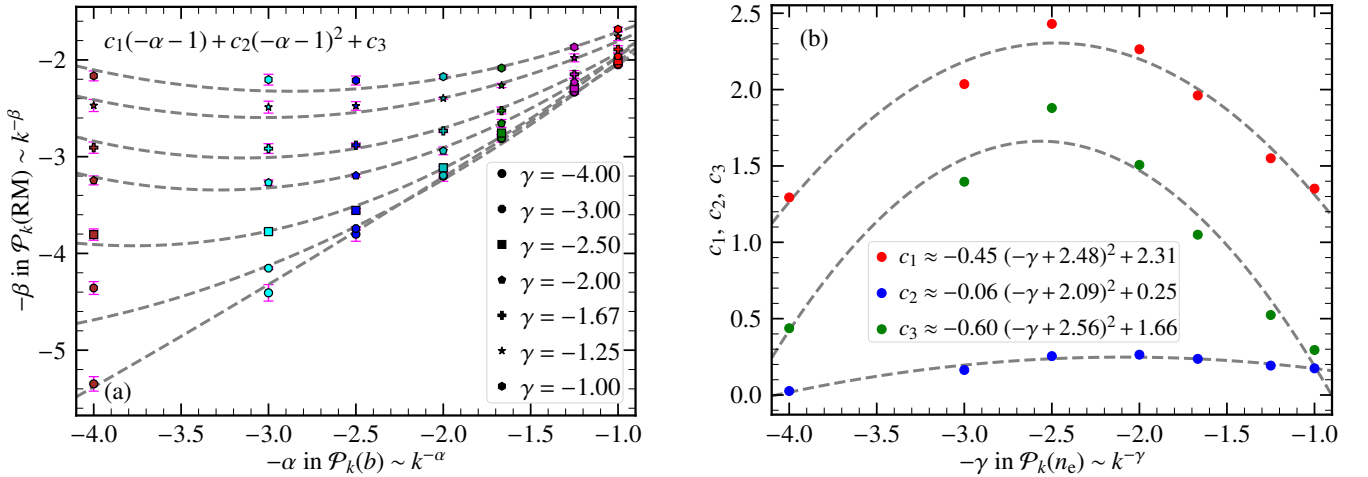 c₁(−α − 1) + c₂(−α − 1)² + c₃
−2
−3
−4
−5
−β in 𝒫ₖ(RM) ~ k^−β
γ = −4.00
γ = −3.00
γ = −2.50
γ = −2.00
γ = −1.67
γ = −1.25
γ = −1.00
(a)
−4.0 −3.5 −3.0 −2.5 −2.0 −1.5 −1.0
−α in 𝒫ₖ(b) ~ k^−α
(b)
2.5
2.0
1.5
1.0
0.5
0.0
c₁, c₂, c₃
c₁ ≈ −0.45 (−γ + 2.48)² + 2.31
c₂ ≈ −0.06 (−γ + 2.09)² + 0.25
c₃ ≈ −0.60 (−γ + 2.56)² + 1.66
−4.0 −3.5 −3.0 −2.5 −2.0 −1.5 −1.0
−γ in 𝒫ₖ(nₑ) ~ k^−γ